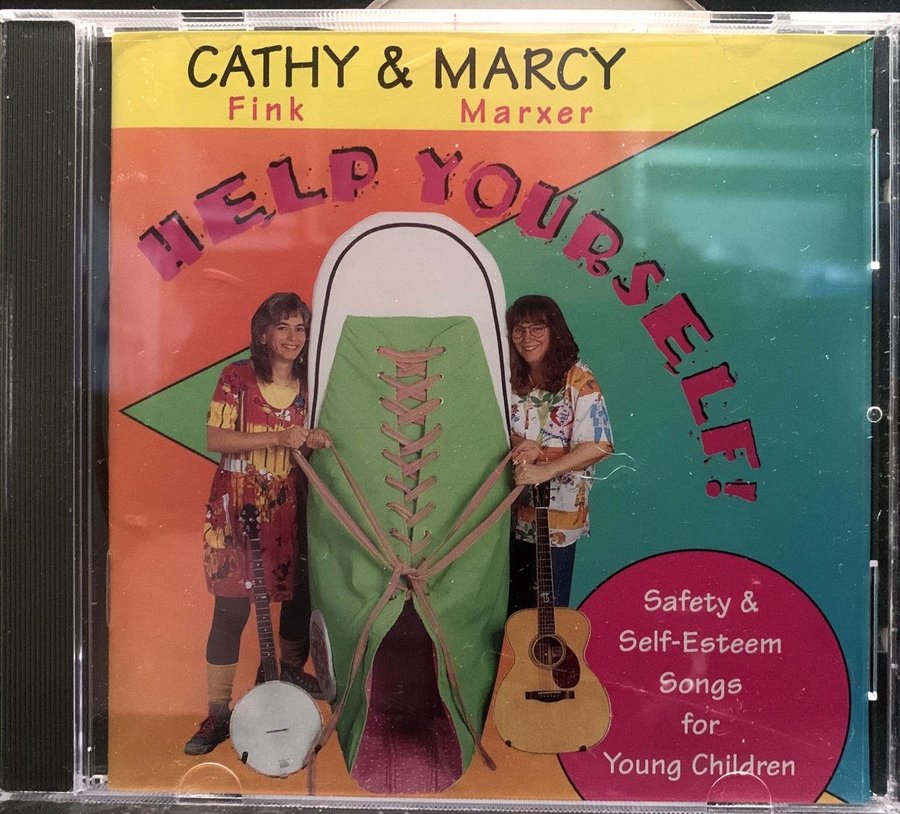 CATHY & MARCY
Fink Marxer
HELP YOURSELF!
Safety &
Self-Esteem
Songs
for
Young Children